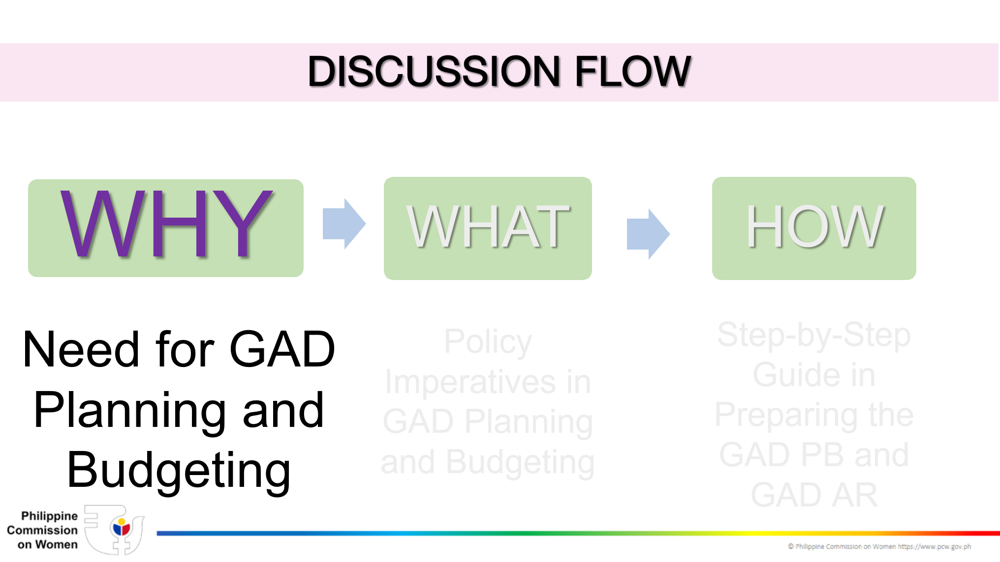 DISCUSSION FLOW
WHY
WHAT
HOW
Need for GAD
Planning and
Budgeting
Policy
Imperatives in
GAD Planning
and Budgeting
Step-by-Step
Guide in
Preparing the
GAD PB and
GAD AR
Philippine
Commission
on Women
© Philippine Commission on Women https://www.pcw.gov.ph